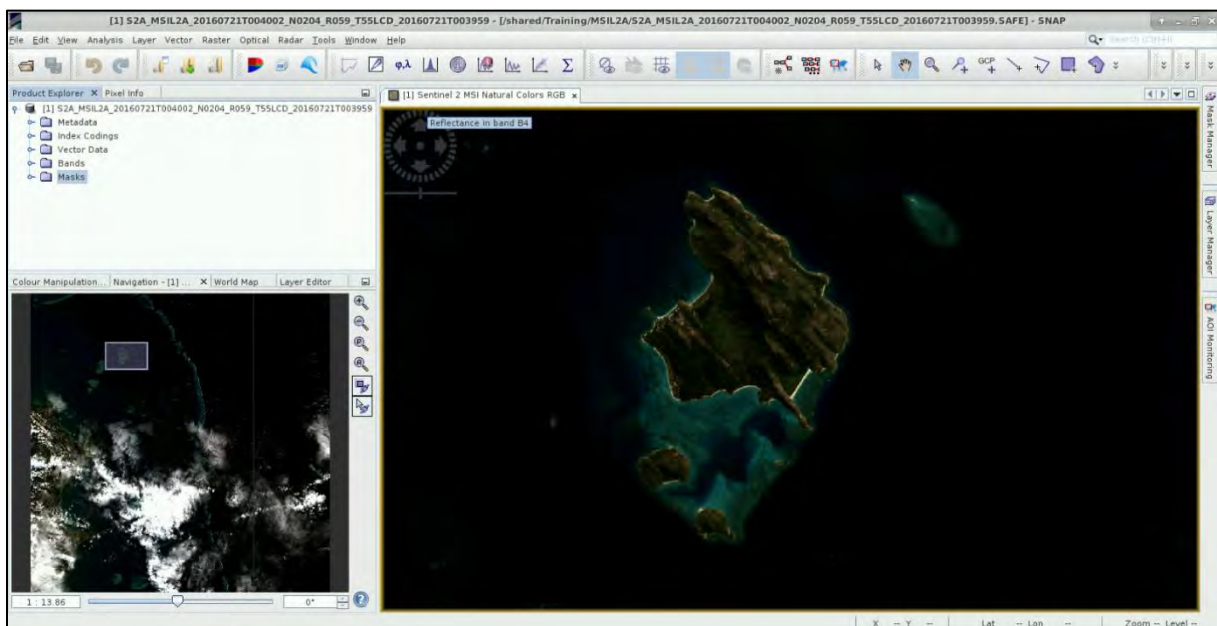 [1] S2A_MSIL2A_20160721T004002_N0204_R059_T55LCD_20160721T003959 - [/shared/Training/MSIL2A/S2A_MSIL2A_20160721T004002_N0204_R059_T55LCD_20160721T003959.SAFE] - SNAP
File Edit View Analysis Layer Vector Raster Optical Radar Tools Window Help
Search (Ctrl+I)
φ,λ Σ GCP
Product Explorer × Pixel Info
[1] S2A_MSIL2A_20160721T004002_N0204_R059_T55LCD_20160721T003959
Metadata
Index Codings
Vector Data
Bands
Masks
[1] Sentinel 2 MSI Natural Colors RGB ×
Reflectance in band B4
Mask Manager
Layer Manager
AOI Monitoring
Colour Manipulation... Navigation - [1] ... × World Map Layer Editor
1 : 13.86 0°
X -- Y -- Lat -- Lon -- Zoom -- Level --